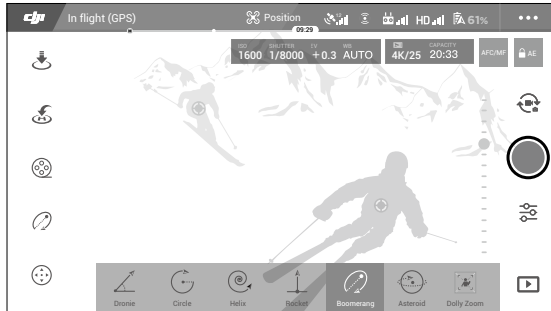 dji In flight (GPS) Position 12 HD 61%
09:29
ISO SHUTTER EV WB CAPACITY
1600 1/8000 +0.3 AUTO 4K/25 20:33 AFC/MF AE
Dronie Circle Helix Rocket Boomerang Asteroid Dolly Zoom